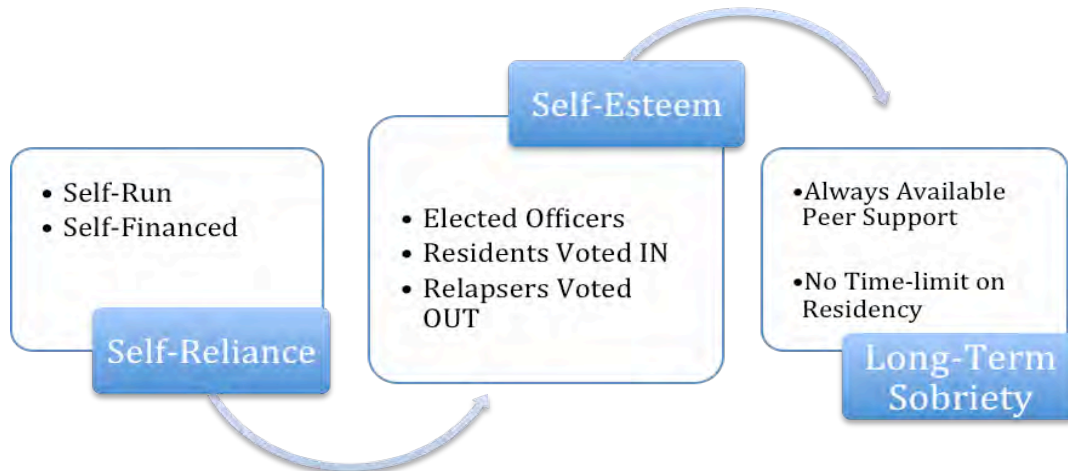 • Self-Run
• Self-Financed
Self-Reliance
Self-Esteem
• Elected Officers
• Residents Voted IN
• Relapsers Voted
OUT
•Always Available
Peer Support
•No Time-limit on
Residency
Long-Term
Sobriety